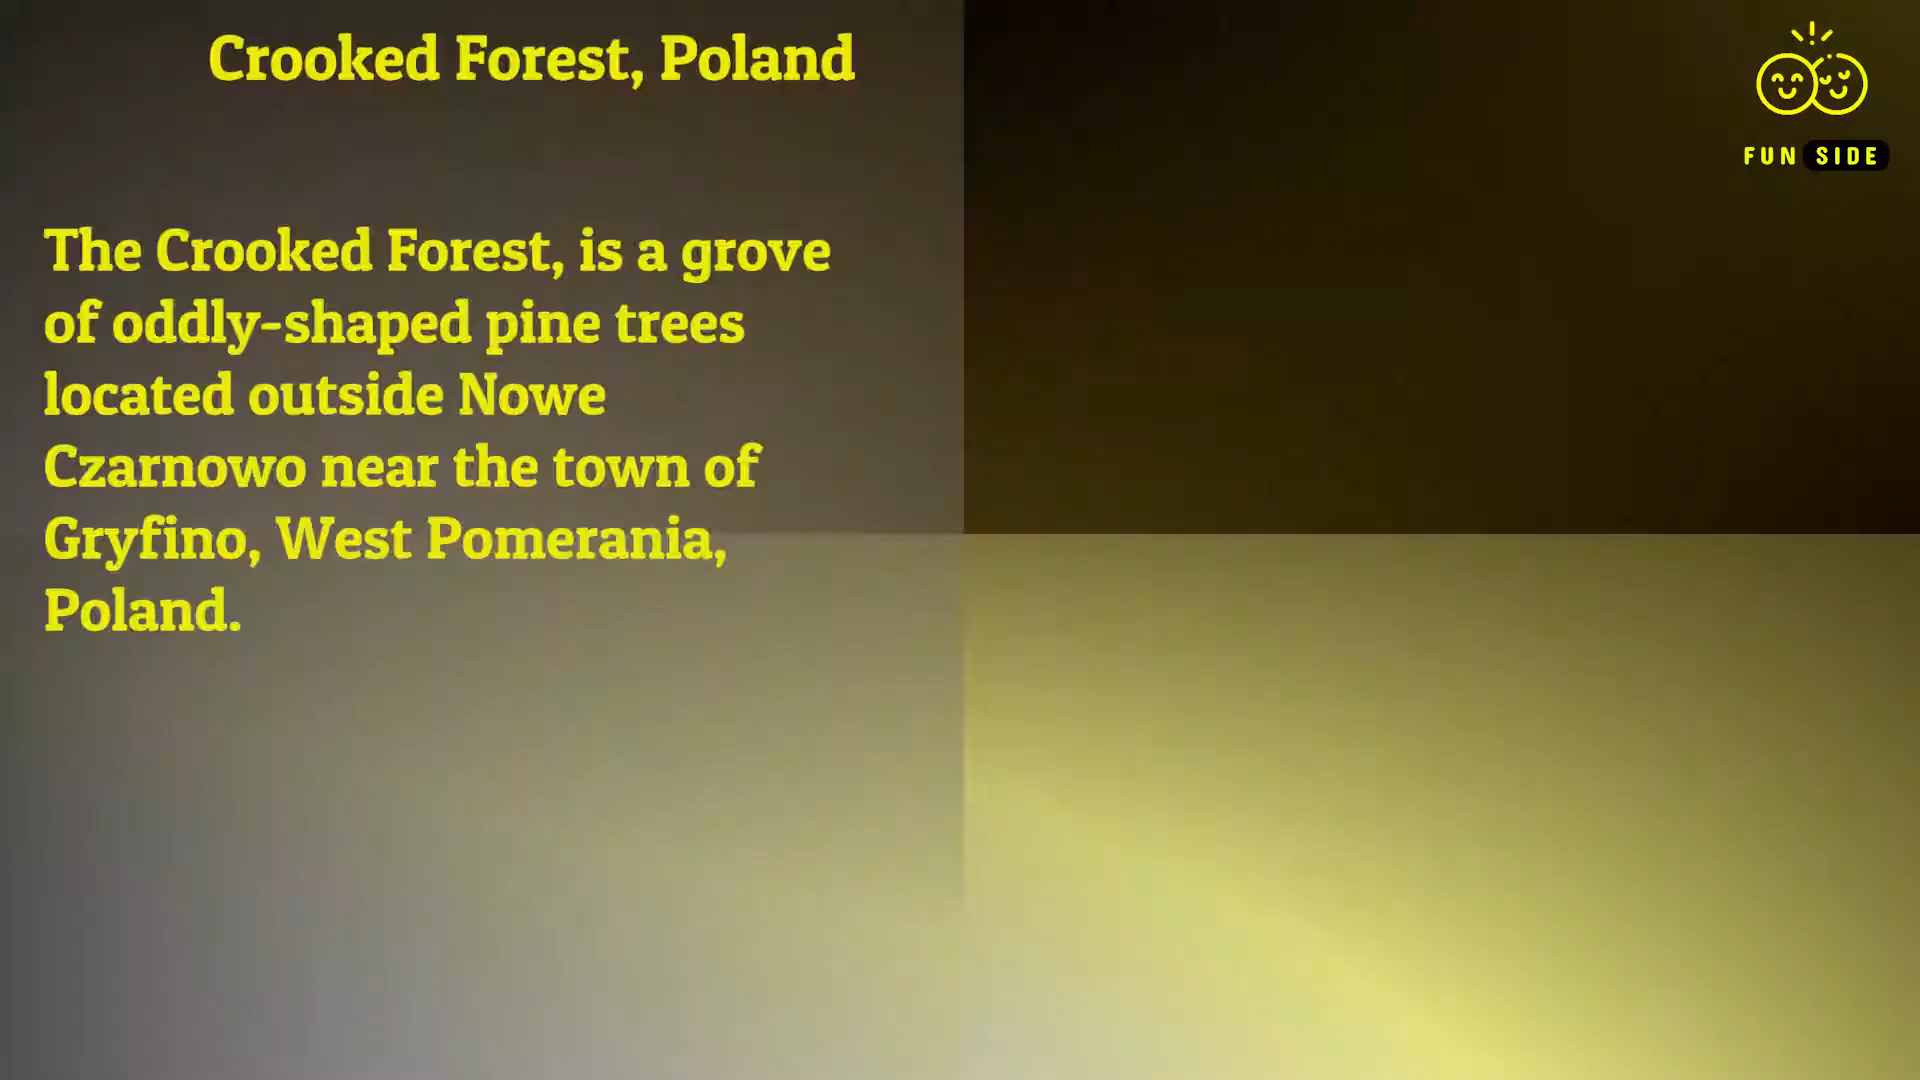 Crooked Forest, Poland
FUN SIDE
The Crooked Forest, is a grove
of oddly-shaped pine trees
located outside Nowe
Czarnowo near the town of
Gryfino, West Pomerania,
Poland.